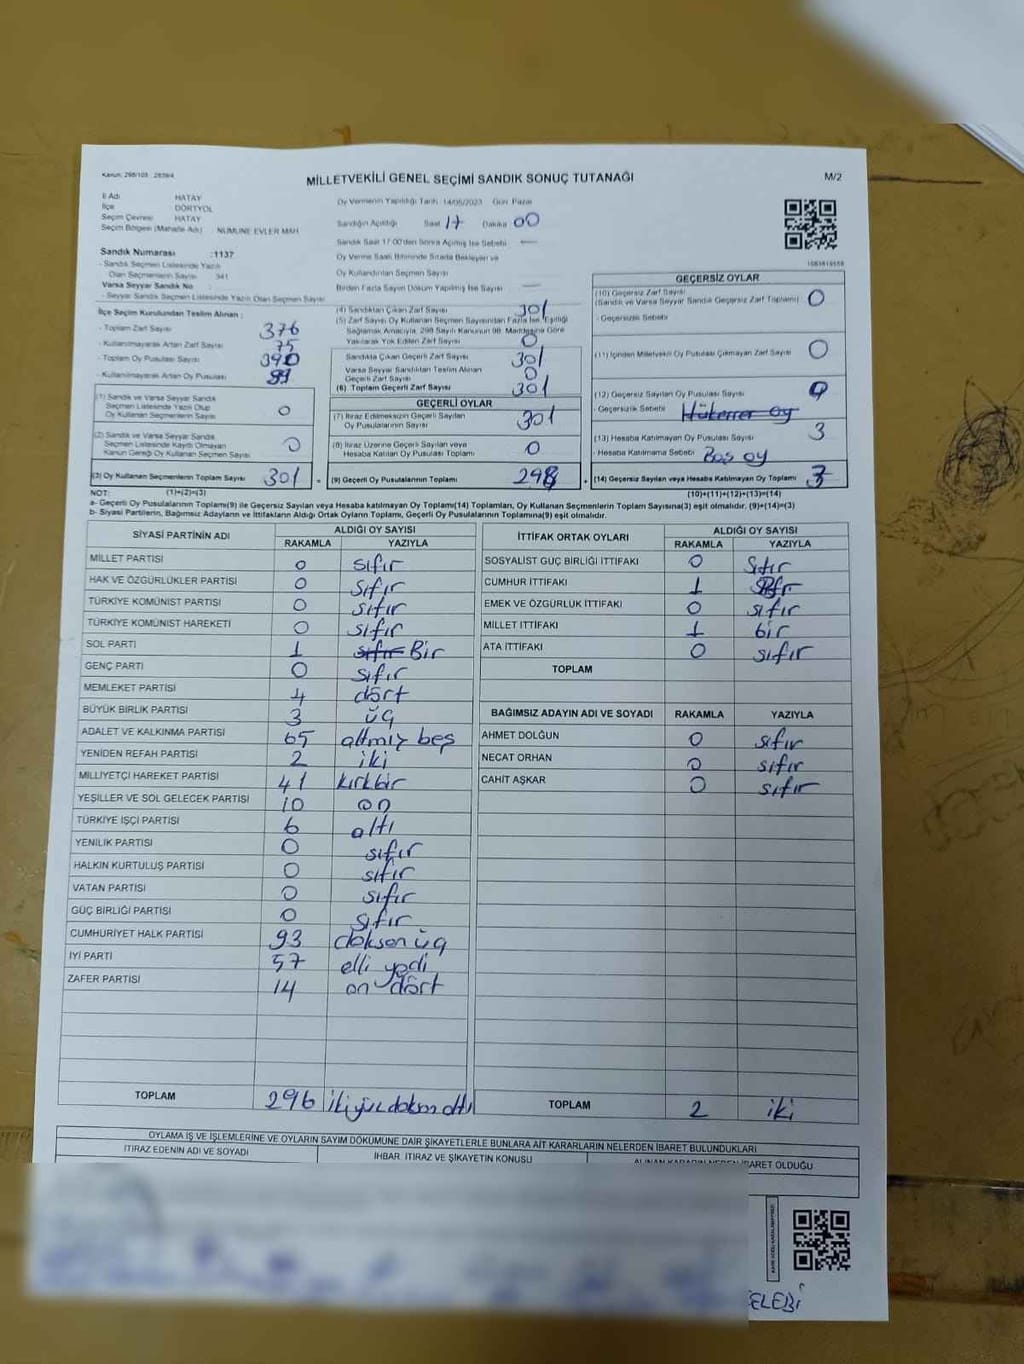 Kanun: 298/105 : 2839/4
MİLLETVEKİLİ GENEL SEÇİMİ SANDIK SONUÇ TUTANAĞI
M/2
İl Adı HATAY
İlçe DÖRTYOL
Seçim Çevresi HATAY
Seçim Bölgesi (Mahalle Adı) : NUMUNE EVLER MAH
Oy Vermenin Yapıldığı Tarih: 14/05/2023 Gün: Pazar
Sandığın Açıldığı Saat 17 Dakika 00
Sandık Saat 17:00'den Sonra Açılmış İse Sebebi —
Oy Verme Saati Bitiminde Sırada Bekleyen ve
Oy Kullandırılan Seçmen Sayısı
Birden Fazla Sayım Döküm Yapılmış İse Sayısı —
Sandık Numarası :1137
- Sandık Seçmen Listesinde Yazılı
Olan Seçmenlerin Sayısı 341
Varsa Seyyar Sandık No :
- Seyyar Sandık Seçmen Listesinde Yazılı Olan Seçmen Sayısı
İlçe Seçim Kurulundan Teslim Alınan :
- Toplam Zarf Sayısı 376
- Kullanılmayarak Artan Zarf Sayısı 75
- Toplam Oy Pusulası Sayısı 390
- Kullanılmayarak Artan Oy Pusulası
(1) Sandık ve Varsa Seyyar Sandık
Seçmen Listesinde Yazılı Olup
Oy Kullanan Seçmenlerin Sayısı 0
(2) Sandık ve Varsa Seyyar Sandık
Seçmen Listesinde Kayıtlı Olmayan
Kanun Gereği Oy Kullanan Seçmen Sayısı 0
(3) Oy Kullanan Seçmenlerin Toplam Sayısı 301
(4) Sandıktan Çıkan Zarf Sayısı 301
(5) Zarf Sayısı Oy Kullanan Seçmen Sayısından Fazla İse, Eşitliği
Sağlamak Amacıyla, 298 Sayılı Kanunun 98. Maddesine Göre
Yakılarak Yok Edilen Zarf Sayısı 0
Sandıkta Çıkan Geçerli Zarf Sayısı 301
Varsa Seyyar Sandıktan Teslim Alınan
Geçerli Zarf Sayısı 0
(6) Toplam Geçerli Zarf Sayısı 301
GEÇERLİ OYLAR
(7) İtiraz Edilmeksizin Geçerli Sayılan
Oy Pusulalarının Sayısı 301
(8) İtiraz Üzerine Geçerli Sayılan veya
Hesaba Katılan Oy Pusulası Toplamı 0
(9) Geçerli Oy Pusulalarının Toplamı 298
GEÇERSİZ OYLAR
(10) Geçersiz Zarf Sayısı
(Sandık ve Varsa Seyyar Sandık Geçersiz Zarf Toplamı) 0
- Geçersizlik Sebebi
(11) İçinden Milletvekili Oy Pusulası Çıkmayan Zarf Sayısı 0
(12) Geçersiz Sayılan Oy Pusulası Sayısı
- Geçersizlik Sebebi Hükerrer oy
(13) Hesaba Katılmayan Oy Pusulası Sayısı 3
- Hesaba Katılmama Sebebi Boş oy
(14) Geçersiz Sayılan veya Hesaba Katılmayan Oy Toplamı 3
NOT: (1)+(2)=(3)
(10)+(11)+(12)+(13)=(14)
a- Geçerli Oy Pusulalarının Toplamı(9) ile Geçersiz Sayılan veya Hesaba katılmayan Oy Toplamı(14) Toplamları, Oy Kullanan Seçmenlerin Toplam Sayısına(3) eşit olmalıdır. (9)+(14)=(3)
b- Siyasi Partilerin, Bağımsız Adayların ve İttifakların Aldığı Ortak Oyların Toplamı, Geçerli Oy Pusulalarının Toplamına(9) eşit olmalıdır.
SİYASİ PARTİNİN ADI ALDIĞI OY SAYISI
RAKAMLA YAZIYLA
MİLLET PARTİSİ 0 sıfır
HAK VE ÖZGÜRLÜKLER PARTİSİ 0 sıfır
TÜRKİYE KOMÜNİST PARTİSİ 0 sıfır
TÜRKİYE KOMÜNİST HAREKETİ 0 sıfır
SOL PARTİ 1 sıfır Bir
GENÇ PARTİ 0 sıfır
MEMLEKET PARTİSİ 4 dört
BÜYÜK BİRLİK PARTİSİ 3 üç
ADALET VE KALKINMA PARTİSİ 65 altmış beş
YENİDEN REFAH PARTİSİ 2 iki
MİLLİYETÇİ HAREKET PARTİSİ 41 kırkbir
YEŞİLLER VE SOL GELECEK PARTİSİ 10 on
TÜRKİYE İŞÇİ PARTİSİ 6 altı
YENİLİK PARTİSİ 0 sıfır
HALKIN KURTULUŞ PARTİSİ 0 sıfır
VATAN PARTİSİ 0 sıfır
GÜÇ BİRLİĞİ PARTİSİ 0 sıfır
CUMHURİYET HALK PARTİSİ 93 doksan üç
İYİ PARTİ 57 elli yedi
ZAFER PARTİSİ 14 on dört
TOPLAM 296 ikiyüz doksan altı
İTTİFAK ORTAK OYLARI ALDIĞI OY SAYISI
RAKAMLA YAZIYLA
SOSYALİST GÜÇ BİRLİĞİ İTTİFAKI 0 Sıfır
CUMHUR İTTİFAKI 1
EMEK VE ÖZGÜRLÜK İTTİFAKI 0 sıfır
MİLLET İTTİFAKI 1 bir
ATA İTTİFAKI 0 sıfır
TOPLAM
BAĞIMSIZ ADAYIN ADI VE SOYADI RAKAMLA YAZIYLA
AHMET DOLĞUN 0 sıfır
NECAT ORHAN 0 sıfır
CAHİT AŞKAR 0 sıfır
TOPLAM 2 iki
OYLAMA İŞ VE İŞLEMLERİNE VE OYLARIN SAYIM DÖKÜMÜNE DAİR ŞİKAYETLERLE BUNLARA AİT KARARLARIN NELERDEN İBARET BULUNDUKLARI
İTİRAZ EDENİN ADI VE SOYADI İHBAR, İTİRAZ VE ŞİKAYETİN KONUSU ALINAN KARARIN NEDEN İBARET OLDUĞU
ELEBİ